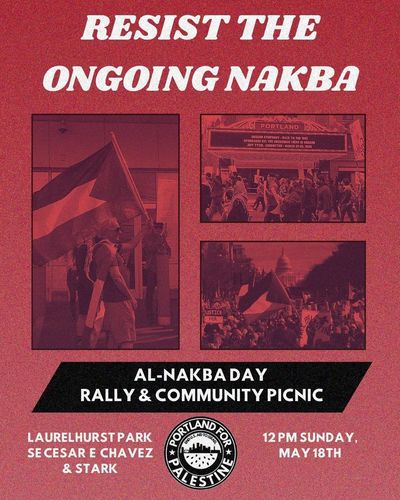 RESIST THE
ONGOING NAKBA
PORTLAND
AL-NAKBA DAY
RALLY & COMMUNITY PICNIC
LAURELHURST PARK
SE CESAR E CHAVEZ
& STARK
PORTLAND FOR
PALESTINE
12 PM SUNDAY,
MAY 18TH